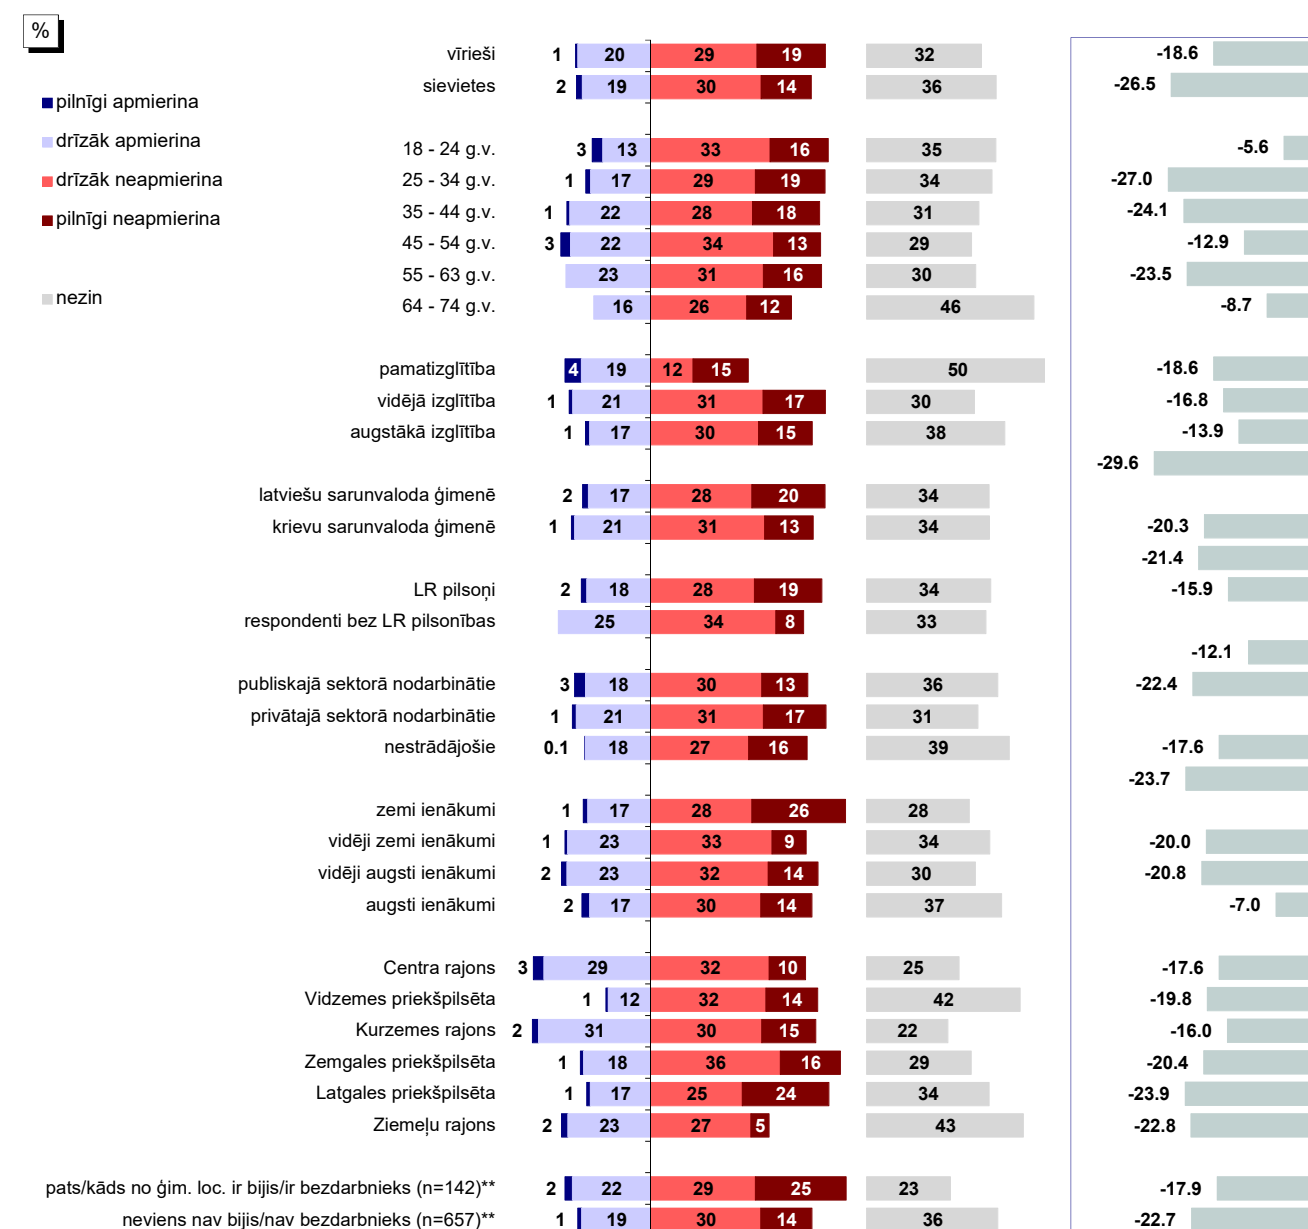 %
pilnīgi apmierina
drīzāk apmierina
drīzāk neapmierina
pilnīgi neapmierina
nezin
vīrieši 1 20 29 19 32 -18.6
sievietes 2 19 30 14 36 -26.5
18 - 24 g.v. 3 13 33 16 35 -5.6
25 - 34 g.v. 1 17 29 19 34 -27.0
35 - 44 g.v. 1 22 28 18 31 -24.1
45 - 54 g.v. 3 22 34 13 29 -12.9
55 - 63 g.v. 23 31 16 30 -23.5
64 - 74 g.v. 16 26 12 46 -8.7
pamatizglītība 4 19 12 15 50 -18.6
vidējā izglītība 1 21 31 17 30 -16.8
augstākā izglītība 1 17 30 15 38 -13.9
-29.6
latviešu sarunvaloda ģimenē 2 17 28 20 34
krievu sarunvaloda ģimenē 1 21 31 13 34 -20.3
-21.4
LR pilsoņi 2 18 28 19 34 -15.9
respondenti bez LR pilsonības 25 34 8 33
-12.1
publiskajā sektorā nodarbinātie 3 18 30 13 36 -22.4
privātajā sektorā nodarbinātie 1 21 31 17 31
nestrādājošie 0.1 18 27 16 39 -17.6
-23.7
zemi ienākumi 1 17 28 26 28
vidēji zemi ienākumi 1 23 33 9 34 -20.0
vidēji augsti ienākumi 2 23 32 14 30 -20.8
augsti ienākumi 2 17 30 14 37 -7.0
Centra rajons 3 29 32 10 25 -17.6
Vidzemes priekšpilsēta 1 12 32 14 42 -19.8
Kurzemes rajons 2 31 30 15 22 -16.0
Zemgales priekšpilsēta 1 18 36 16 29 -20.4
Latgales priekšpilsēta 1 17 25 24 34 -23.9
Ziemeļu rajons 2 23 27 5 43 -22.8
pats/kāds no ģim. loc. ir bijis/ir bezdarbnieks (n=142)** 2 22 29 25 23 -17.9
neviens nav bijis/nav bezdarbnieks (n=657)** 1 19 30 14 36 -22.7